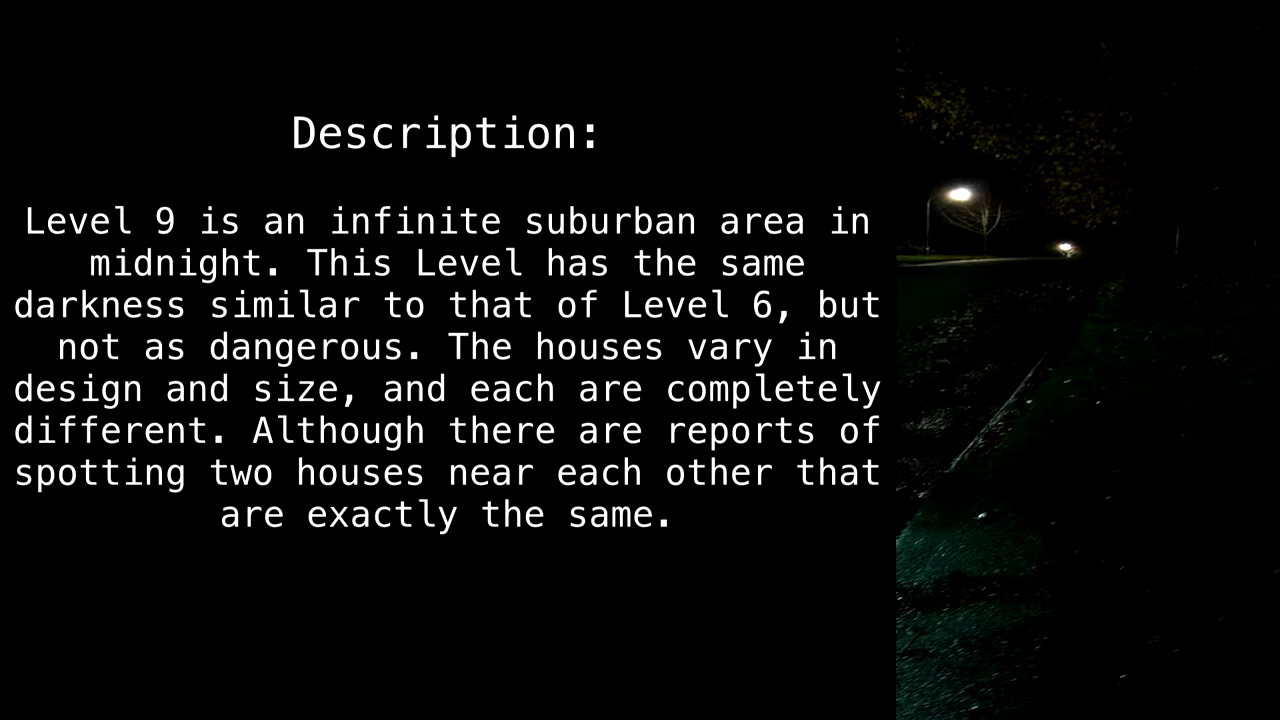 Description:
Level 9 is an infinite suburban area in
midnight. This Level has the same
darkness similar to that of Level 6, but
not as dangerous. The houses vary in
design and size, and each are completely
different. Although there are reports of
spotting two houses near each other that
are exactly the same.